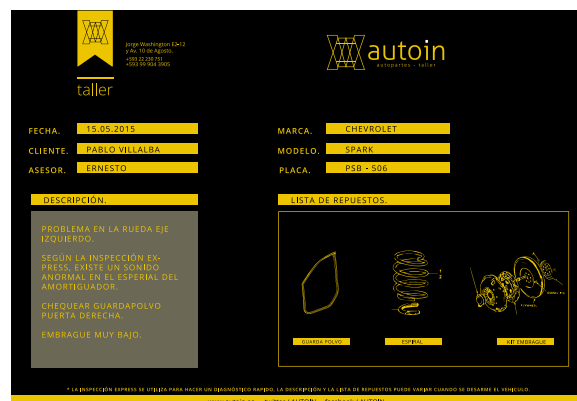 Jorge Washington E2-12
y Av. 10 de Agosto.
+593 22 230 751
+593 99 904 3905
taller
autoin
autopartes - taller
FECHA. 15.05.2015
CLIENTE. PABLO VILLALBA
ASESOR. ERNESTO
MARCA. CHEVROLET
MODELO. SPARK
PLACA. PSB - 506
DESCRIPCIÓN.
PROBLEMA EN LA RUEDA EJE
IZQUIERDO.
SEGÚN LA INSPECCIÓN EX-
PRESS, EXISTE UN SONIDO
ANORMAL EN EL ESPERIAL DEL
AMORTIGUADOR.
CHEQUEAR GUARDAPOLVO
PUERTA DERECHA.
EMBRAGUE MUY BAJO.
LISTA DE REPUESTOS.
GUARDA POLVO
ESPIRAL
KIT EMBRAGUE
* LA INSPECCIÓN EXPRESS SE UTILIZA PARA HACER UN DIAGNÓSTICO RAPIDO, LA DESCRIPCIÓN Y LA LISTA DE REPUESTOS PUEDE VARIAR CUANDO SE DESARME EL VEHICULO.